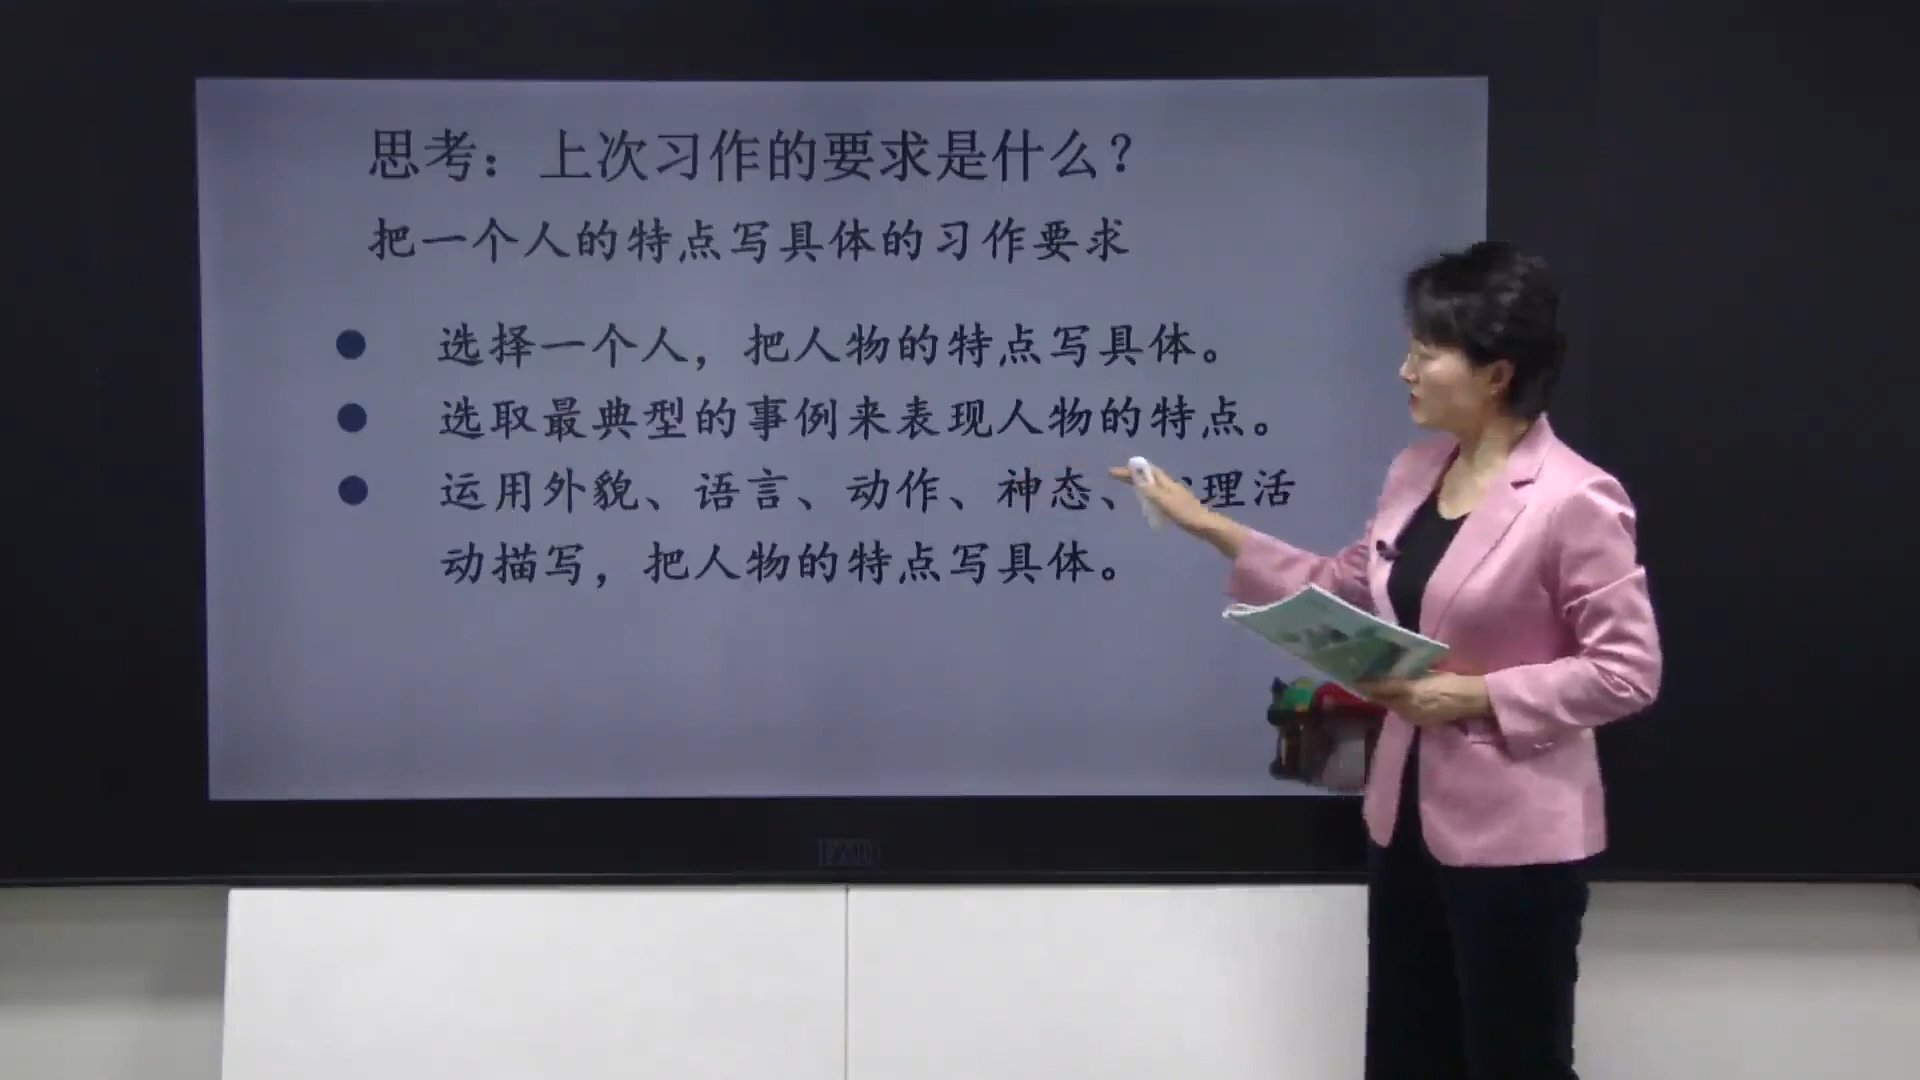 思考：上次习作的要求是什么？
把一个人的特点写具体的习作要求
选择一个人，把人物的特点写具体。
选取最典型的事例来表现人物的特点。
运用外貌、语言、动作、神态、 理活
动描写，把人物的特点写具体。